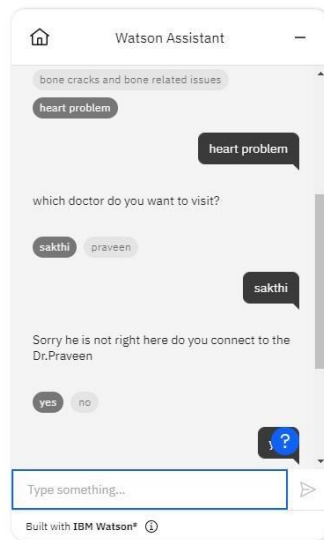 Watson Assistant
bone cracks and bone related issues
heart problem
heart problem
which doctor do you want to visit?
sakthi praveen
sakthi
Sorry he is not right here do you connect to the
Dr.Praveen
yes no
?
Type something...
Built with IBM Watson®